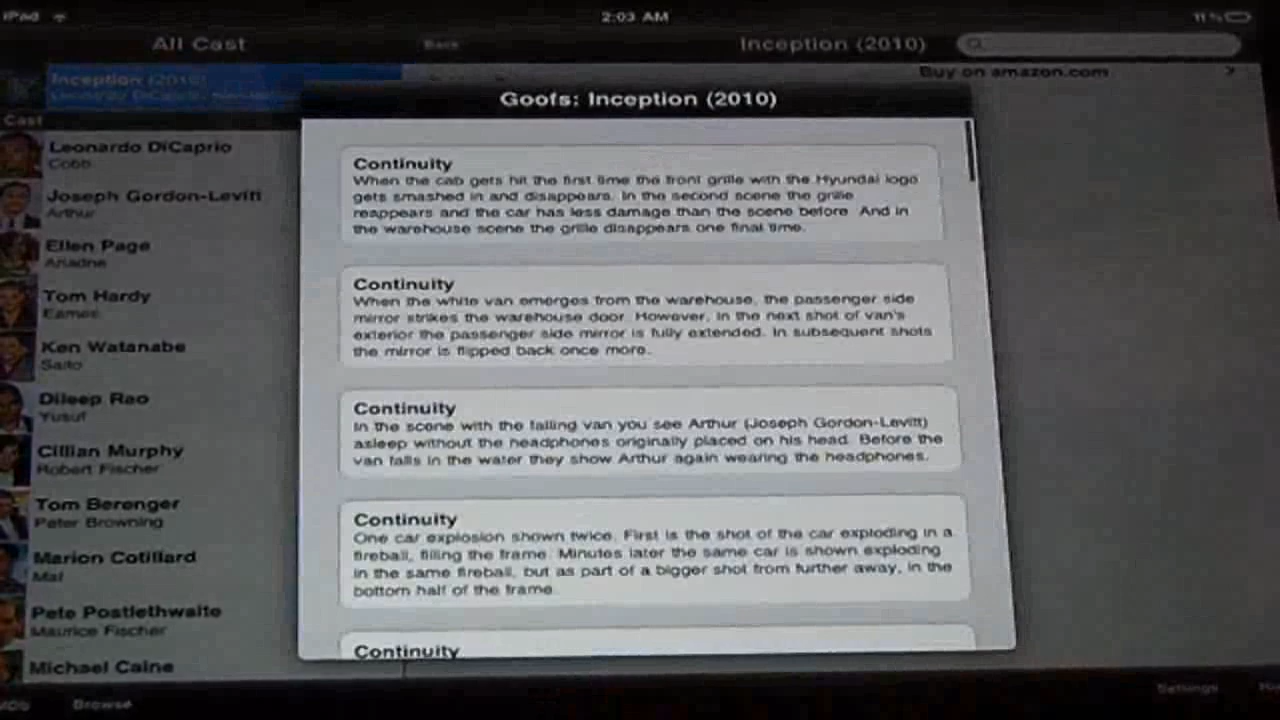 iPad
2:03 AM
11%
All Cast
Back
Inception (2010)
Inception (2010)
Buy on amazon.com
Cast
Leonardo DiCaprio
Cobb
Joseph Gordon-Levitt
Arthur
Ellen Page
Ariadne
Tom Hardy
Eames
Ken Watanabe
Saito
Dileep Rao
Yusuf
Cillian Murphy
Robert Fischer
Tom Berenger
Peter Browning
Marion Cotillard
Mal
Pete Postlethwaite
Maurice Fischer
Michael Caine
Goofs: Inception (2010)
Continuity
When the cab gets hit the first time the front grille with the Hyundai logo
gets smashed in and disappears. In the second scene the grille
reappears and the car has less damage than the scene before. And in
the warehouse scene the grille disappears one final time.
Continuity
When the white van emerges from the warehouse, the passenger side
mirror strikes the warehouse door. However, in the next shot of van's
exterior the passenger side mirror is fully extended. In subsequent shots
the mirror is flipped back once more.
Continuity
In the scene with the falling van you see Arthur (Joseph Gordon-Levitt)
asleep without the headphones originally placed on his head. Before the
van falls in the water they show Arthur again wearing the headphones.
Continuity
One car explosion shown twice. First is the shot of the car exploding in a
fireball, filling the frame. Minutes later the same car is shown exploding
in the same fireball, but as part of a bigger shot from further away, in the
bottom half of the frame.
Continuity
Browse
Settings